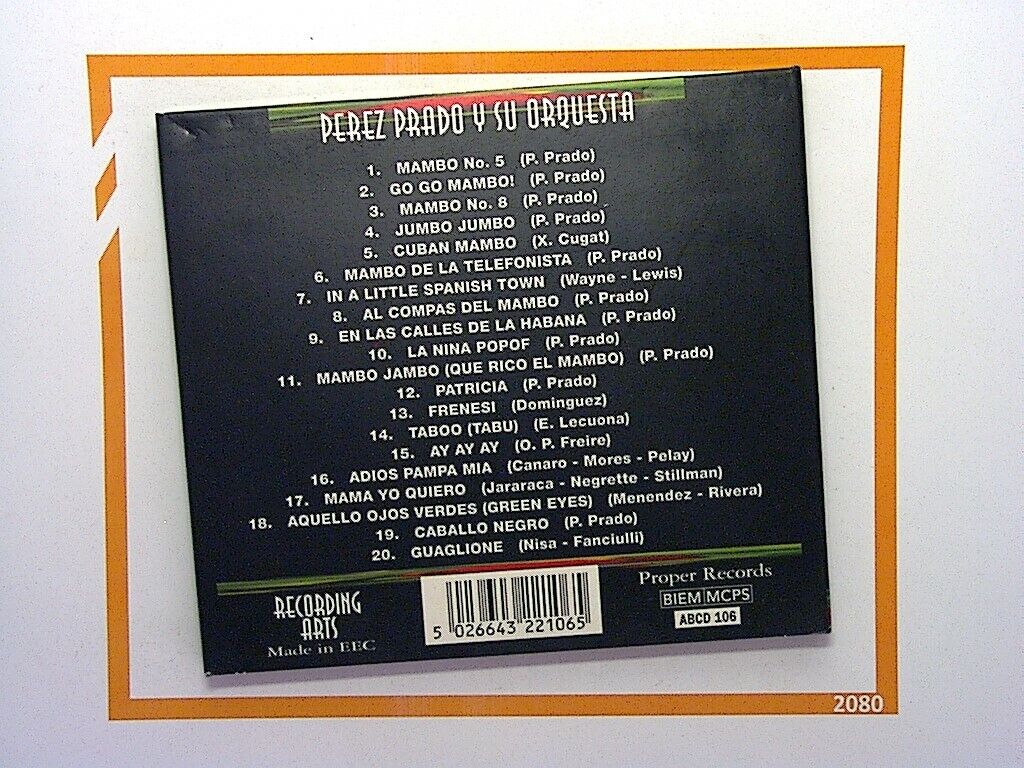 PEREZ PRADO Y SU ORQUESTA
1. MAMBO No. 5 (P. Prado)
2. GO GO MAMBO! (P. Prado)
3. MAMBO No. 8 (P. Prado)
4. JUMBO JUMBO (P. Prado)
5. CUBAN MAMBO (X. Cugat)
6. MAMBO DE LA TELEFONISTA (P. Prado)
7. IN A LITTLE SPANISH TOWN (Wayne - Lewis)
8. AL COMPAS DEL MAMBO (P. Prado)
9. EN LAS CALLES DE LA HABANA (P. Prado)
10. LA NINA POPOF (P. Prado)
11. MAMBO JAMBO (QUE RICO EL MAMBO) (P. Prado)
12. PATRICIA (P. Prado)
13. FRENESI (Dominguez)
14. TABOO (TABU) (E. Lecuona)
15. AY AY AY (O. P. Freire)
16. ADIOS PAMPA MIA (Canaro - Mores - Pelay)
17. MAMA YO QUIERO (Jararaca - Negrette - Stillman)
18. AQUELLO OJOS VERDES (GREEN EYES) (Menendez - Rivera)
19. CABALLO NEGRO (P. Prado)
20. GUAGLIONE (Nisa - Fanciulli)
RECORDING
ARTS
Made in EEC
5 026643 221065
Proper Records
BIEM MCPS
ABCD 106
2080